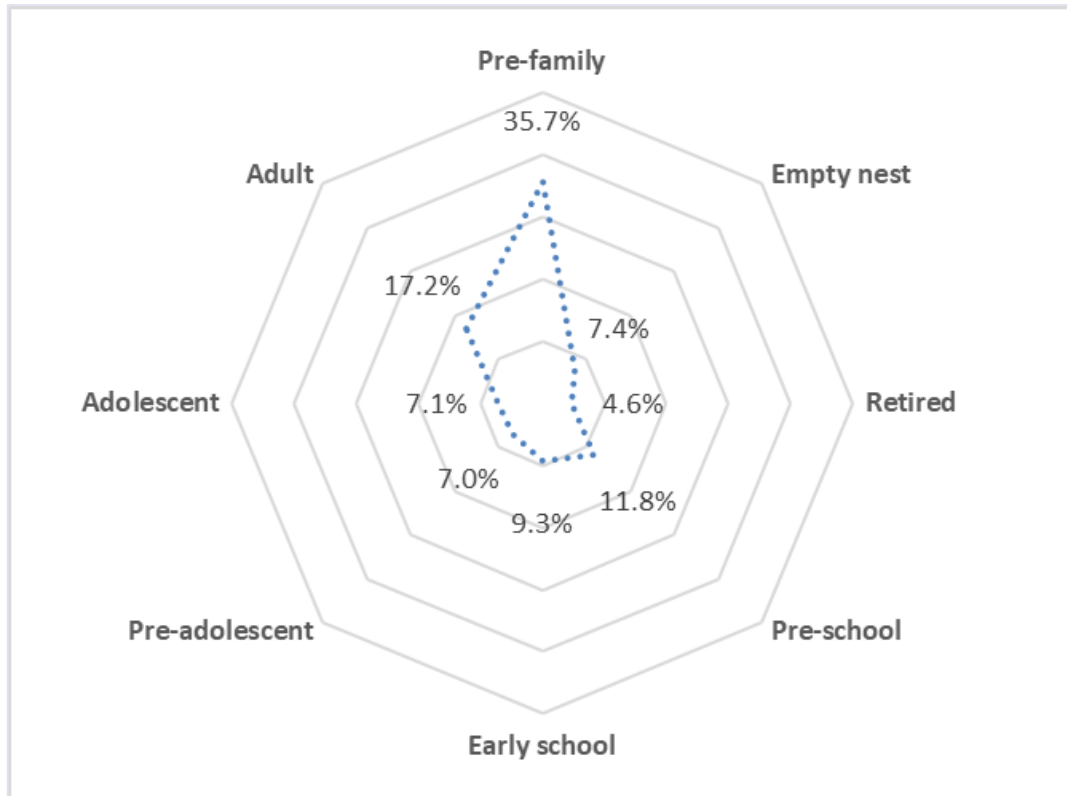 Pre-family
35.7%
Adult
Empty nest
17.2%
7.4%
Adolescent
7.1%
4.6%
Retired
7.0%
11.8%
9.3%
Pre-adolescent
Pre-school
Early school